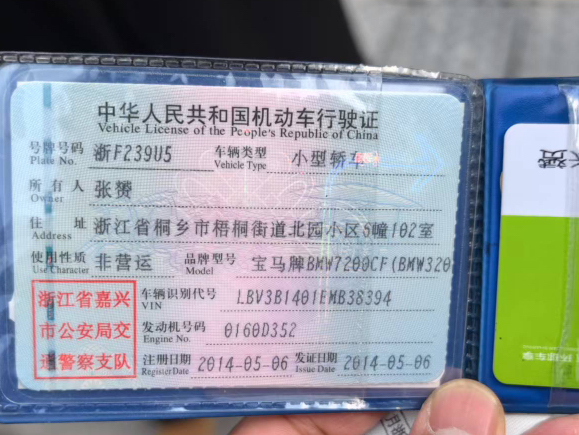 中华人民共和国机动车行驶证
Vehicle License of the People's Republic of China
号牌号码 浙F239U5 车辆类型 小型轿车
Plate No. Vehicle Type
所有人 张赟
Owner
住址 浙江省桐乡市梧桐街道北园小区6幢102室
Address
使用性质 非营运 品牌型号 宝马牌BMW7200CF(BMW320
Use Character Model
浙江省嘉兴
市公安局交
通警察支队
车辆识别代号 LBV3B1401EMB38394
VIN
发动机号码 0160D352
Engine No.
注册日期 2014-05-06 发证日期 2014-05-06
Register Date Issue Date